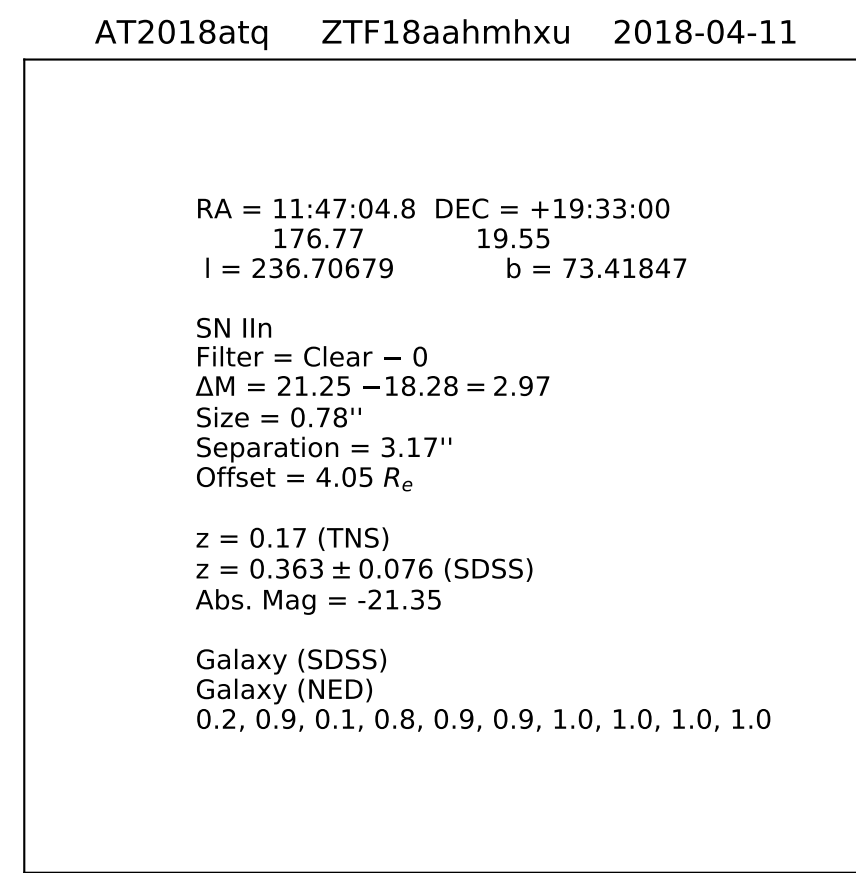 AT2018atq ZTF18aahmhxu 2018-04-11
RA = 11:47:04.8 DEC = +19:33:00
176.77 19.55
l = 236.70679 b = 73.41847
SN IIn
Filter = Clear − 0
ΔM = 21.25 −18.28 = 2.97
Size = 0.78''
Separation = 3.17''
Offset = 4.05 Rₑ
z = 0.17 (TNS)
z = 0.363 ± 0.076 (SDSS)
Abs. Mag = -21.35
Galaxy (SDSS)
Galaxy (NED)
0.2, 0.9, 0.1, 0.8, 0.9, 0.9, 1.0, 1.0, 1.0, 1.0